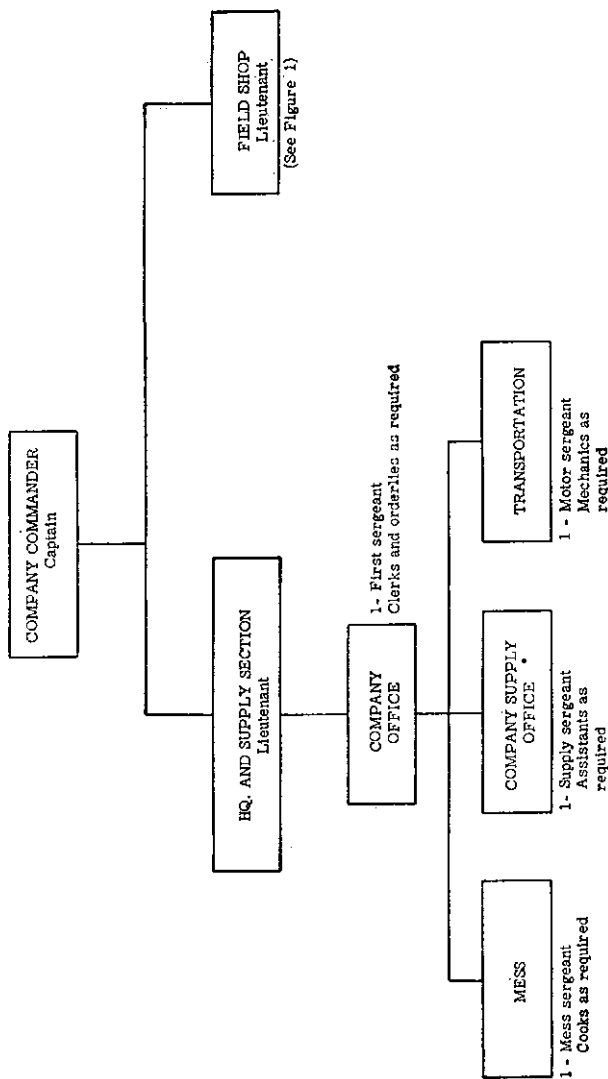 COMPANY COMMANDER
Captain
HQ. AND SUPPLY SECTION
Lieutenant
FIELD SHOP
Lieutenant
(See Figure 1)
COMPANY
OFFICE
1- First sergeant
Clerks and orderlies as required
MESS
1 - Mess sergeant
Cooks as required
COMPANY SUPPLY
OFFICE
1- Supply sergeant
Assistants as
required
TRANSPORTATION
1 - Motor sergeant
Mechanics as
required